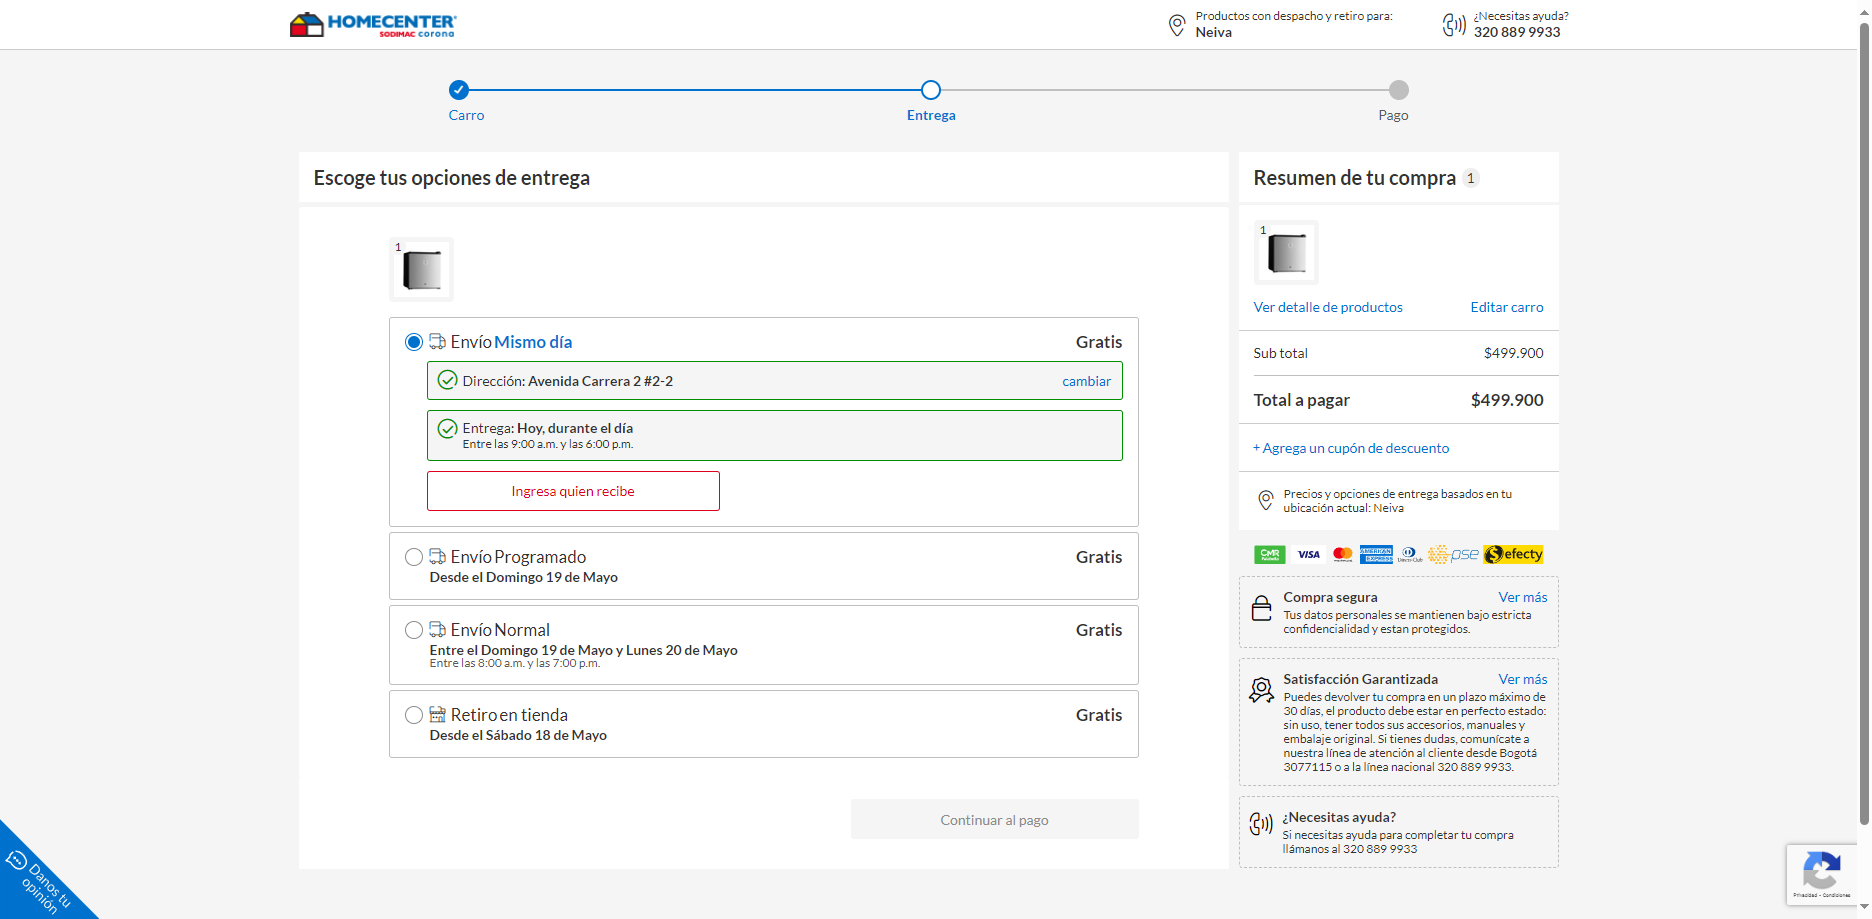 HOMECENTER
SODIMAC corona
Productos con despacho y retiro para:
Neiva
¿Necesitas ayuda?
320 889 9933
Carro
Entrega
Pago
Escoge tus opciones de entrega
1
Envío Mismo día
Gratis
Dirección: Avenida Carrera 2 #2-2
cambiar
Entrega: Hoy, durante el día
Entre las 9:00 a.m. y las 6:00 p.m.
Ingresa quien recibe
Envío Programado
Gratis
Desde el Domingo 19 de Mayo
Envío Normal
Gratis
Entre el Domingo 19 de Mayo y Lunes 20 de Mayo
Entre las 8:00 a.m. y las 7:00 p.m.
Retiro en tienda
Gratis
Desde el Sábado 18 de Mayo
Continuar al pago
Resumen de tu compra 1
1
Ver detalle de productos
Editar carro
Sub total
$499.900
Total a pagar
$499.900
+ Agrega un cupón de descuento
Precios y opciones de entrega basados en tu
ubicación actual: Neiva
CMR VISA AMERICAN EXPRESS Diners Club pse efecty
Compra segura
Ver más
Tus datos personales se mantienen bajo estricta
confidencialidad y estan protegidos.
Satisfacción Garantizada
Ver más
Puedes devolver tu compra en un plazo máximo de
30 días, el producto debe estar en perfecto estado:
sin uso, tener todos sus accesorios, manuales y
embalaje original. Si tienes dudas, comunícate a
nuestra línea de atención al cliente desde Bogotá
3077115 o a la línea nacional 320 889 9933.
¿Necesitas ayuda?
Si necesitas ayuda para completar tu compra
llámanos al 320 889 9933
Danos tu
opinión
Privacidad - Condiciones